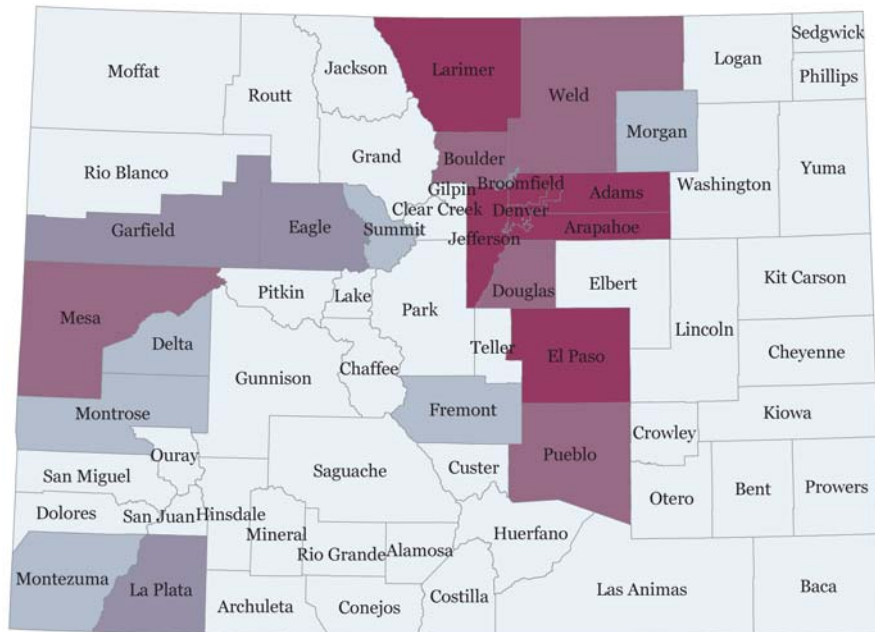 Sedgwick
Logan
Moffat
Jackson
Larimer
Phillips
Routt
Weld
Morgan
Grand
Boulder
Rio Blanco
Yuma
Washington
Gilpin
Broomfield
Adams
Clear Creek
Denver
Garfield
Eagle
Summit
Arapahoe
Jefferson
Kit Carson
Elbert
Pitkin
Lake
Douglas
Park
Mesa
Lincoln
Delta
Teller
El Paso
Cheyenne
Chaffee
Gunnison
Montrose
Fremont
Kiowa
Crowley
Ouray
Pueblo
San Miguel
Saguache
Custer
Bent
Prowers
Otero
Dolores
San Juan
Hinsdale
Mineral
Huerfano
Rio Grande
Alamosa
Montezuma
La Plata
Las Animas
Baca
Costilla
Archuleta
Conejos